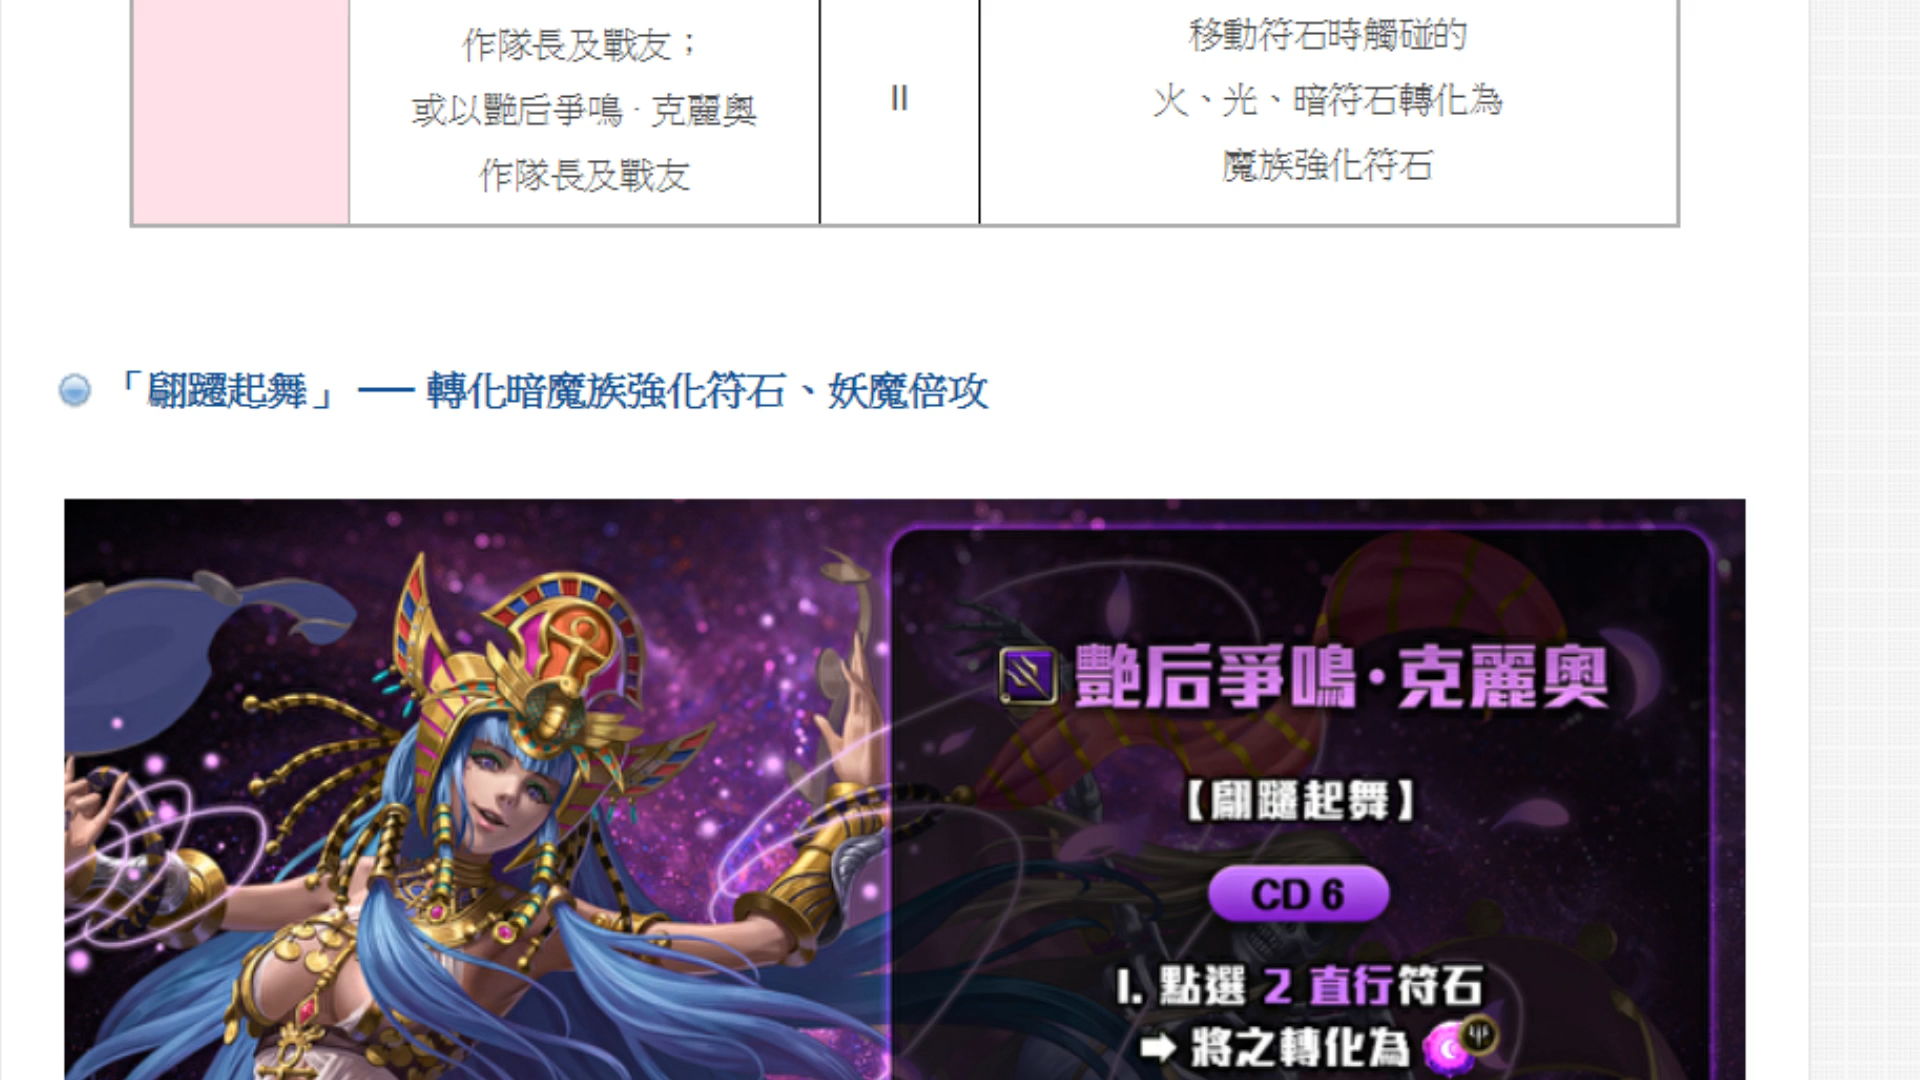 作隊長及戰友；
或以艷后爭鳴 ‧ 克麗奧
作隊長及戰友
II
移動符石時觸碰的
火、光、暗符石轉化為
魔族強化符石
「翩躚起舞」 ── 轉化暗魔族強化符石、妖魔倍攻
艷后爭鳴‧克麗奧
【翩躚起舞】
CD 6
1. 點選 2 直行符石
➡ 將之轉化為